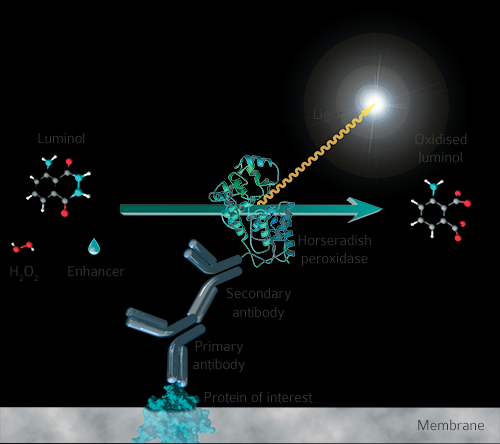 Light
Luminol
Oxidised
luminol
Horseradish
peroxidase
H2O2
Enhancer
Secondary
antibody
Primary
antibody
Protein of interest
Membrane